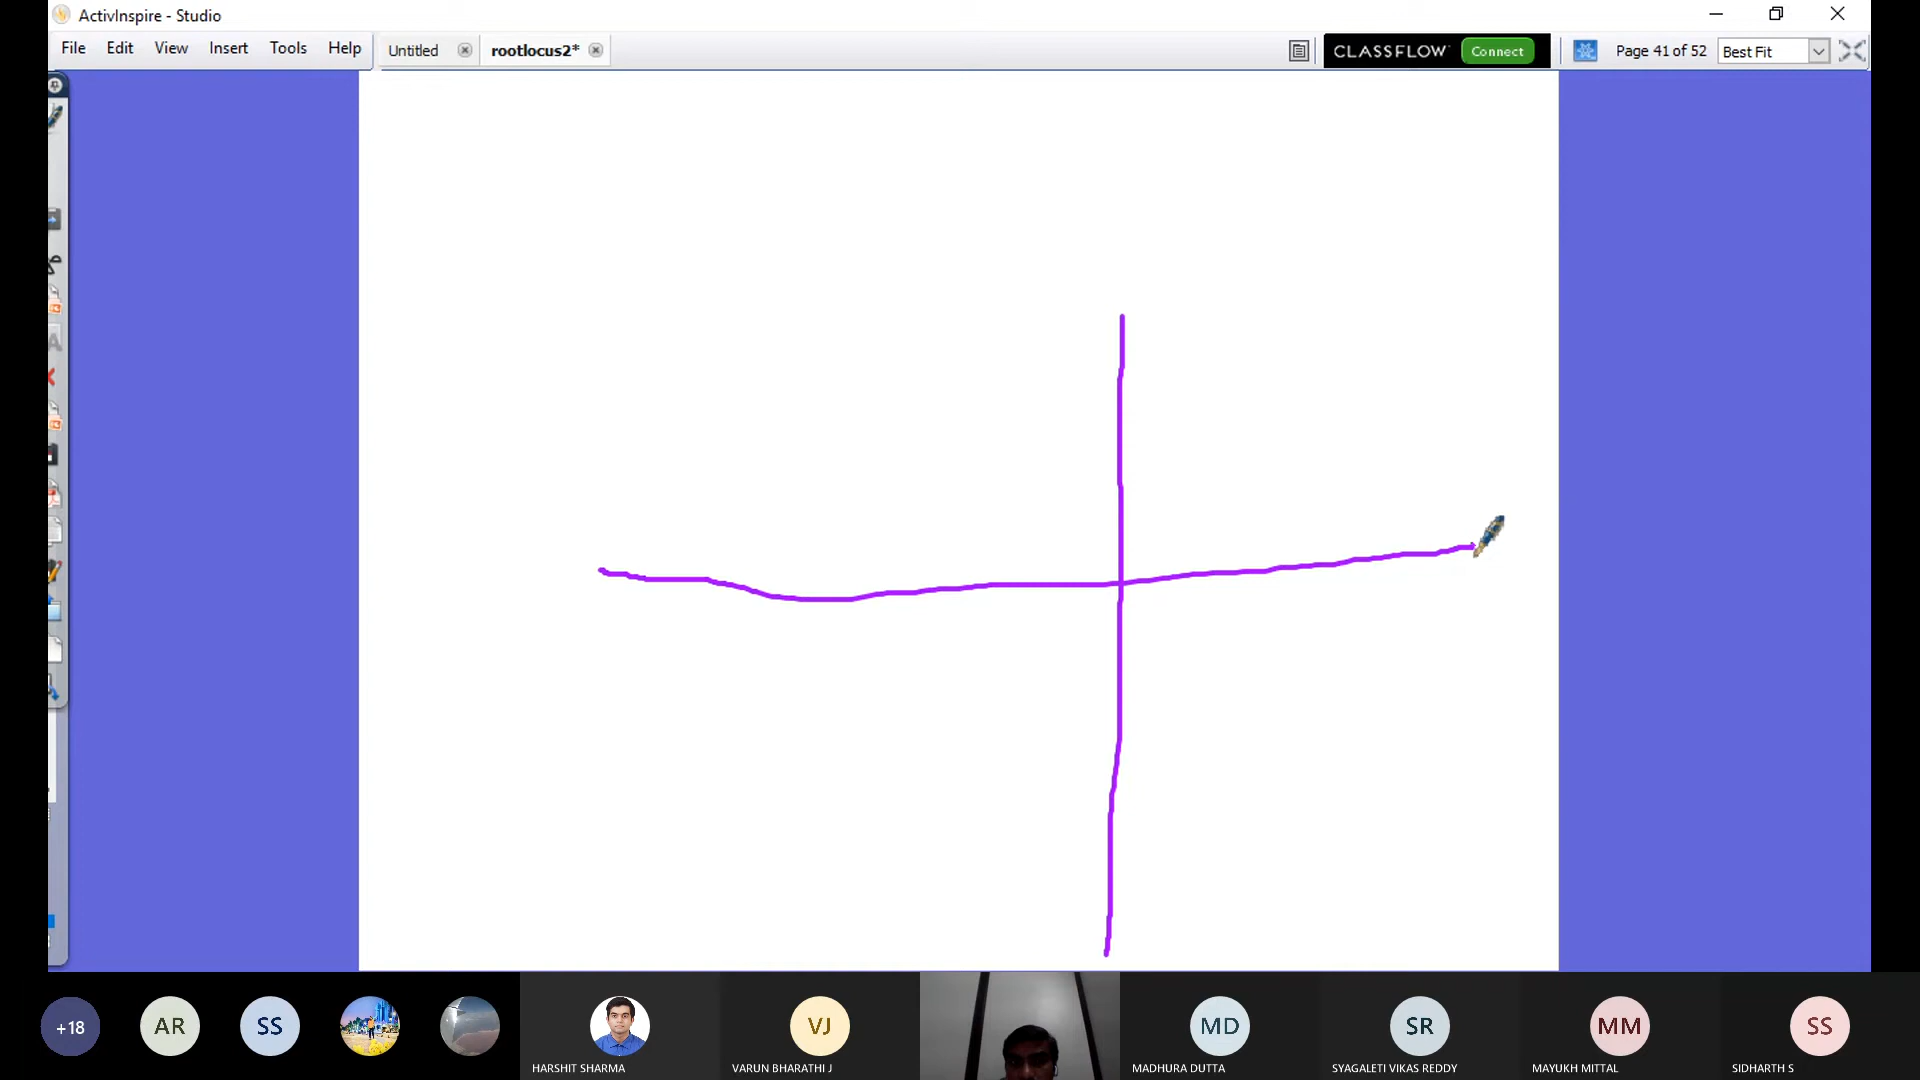 ActivInspire - Studio
File Edit View Insert Tools Help
Untitled rootlocus2*
CLASSFLOW Connect
Page 41 of 52 Best Fit
+18 AR SS VJ MD SR MM SS
HARSHIT SHARMA VARUN BHARATHI J MADHURA DUTTA SYAGALETI VIKAS REDDY MAYUKH MITTAL SIDHARTH S